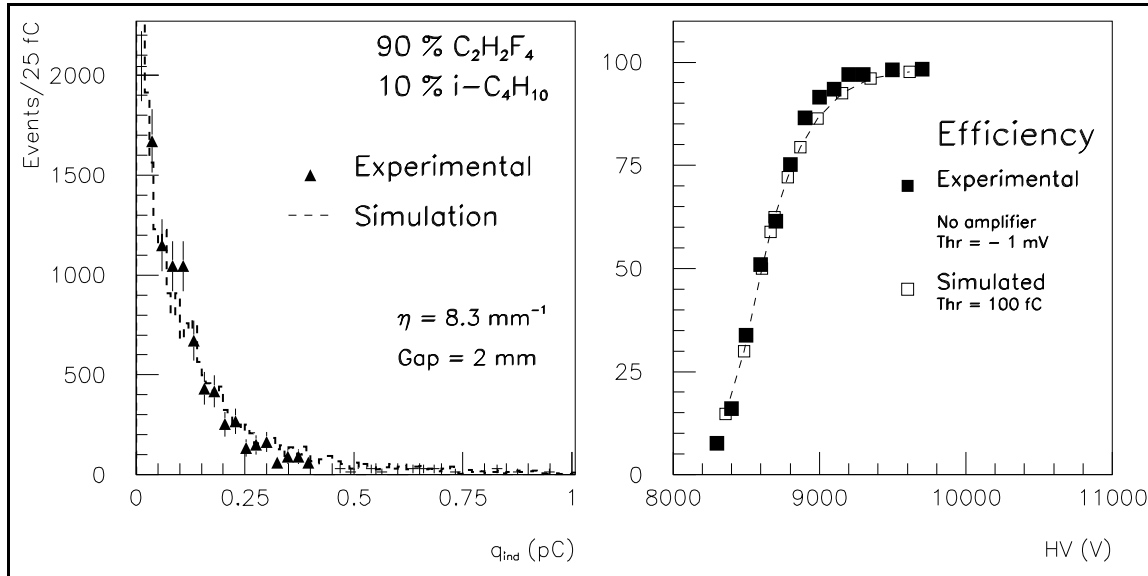 Events/25 fC
2000
1500
1000
500
0
90 % C₂H₂F₄
10 % i−C₄H₁₀
Experimental
Simulation
η = 8.3 mm⁻¹
Gap = 2 mm
0
0.25
0.5
0.75
1
q_ind (pC)
100
75
50
25
0
Efficiency
Experimental
No amplifier
Thr = − 1 mV
Simulated
Thr = 100 fC
8000
9000
10000
11000
HV (V)